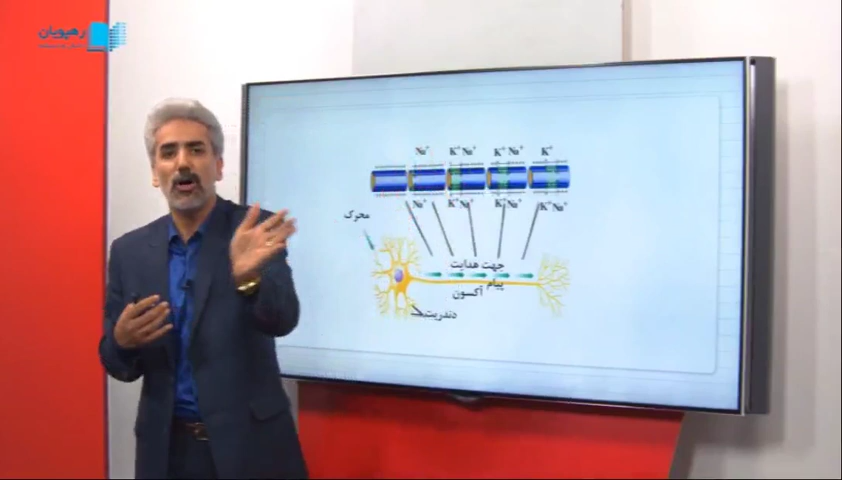 رهپویان
Na⁺ K⁺ Na⁺ K⁺ Na⁺ K⁺
Na⁺ K⁺ Na⁺ K⁺ Na⁺ K⁺ Na⁺
محرک
جهت هدایت
پیام
آکسون
دندریت